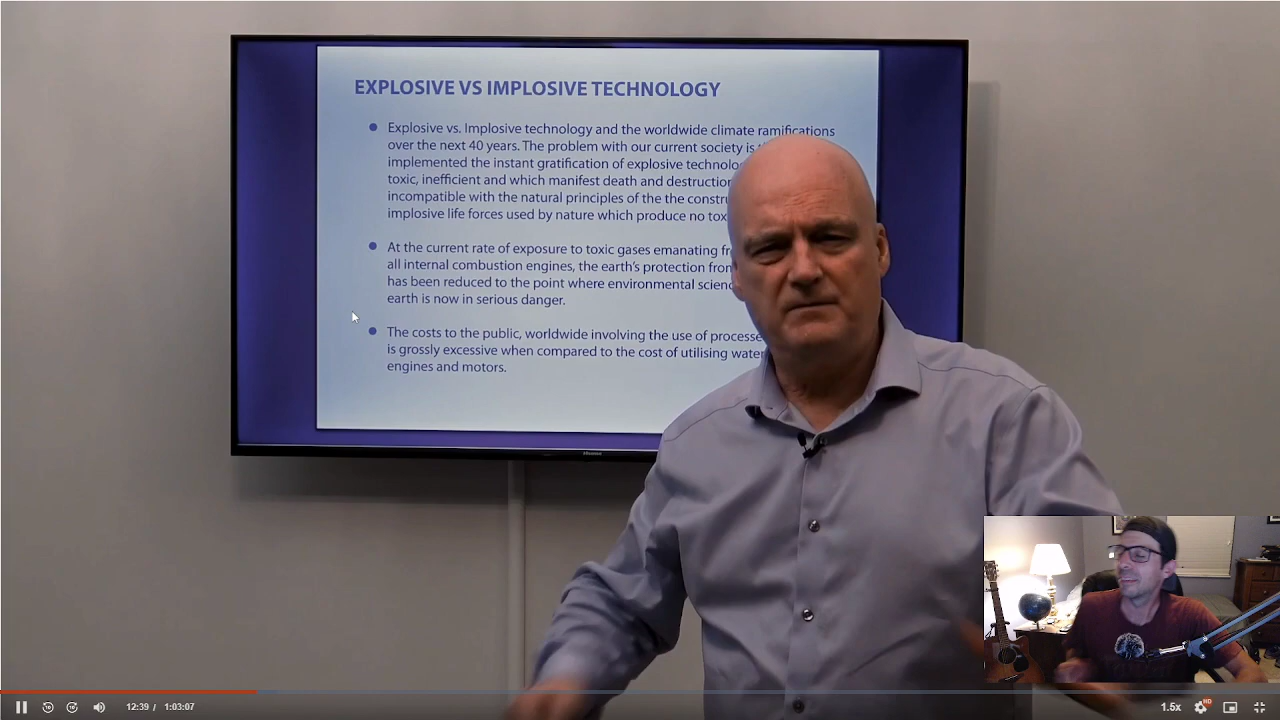 EXPLOSIVE VS IMPLOSIVE TECHNOLOGY
Explosive vs. Implosive technology and the worldwide climate ramifications
over the next 40 years. The problem with our current society is
implemented the instant gratification of explosive
toxic, inefficient and which manifest death and destruction
incompatible with the natural principles of the the
implosive life forces used by nature which produce no
At the current rate of exposure to toxic gases emanating
all internal combustion engines, the earth's protection from
has been reduced to the point where environmental
earth is now in serious danger.
The costs to the public, worldwide involving the use of
is grossly excessive when compared to the cost of utilising water
engines and motors.
Hisense
10
10
12:39 / 1:03:07
1.5x
HD